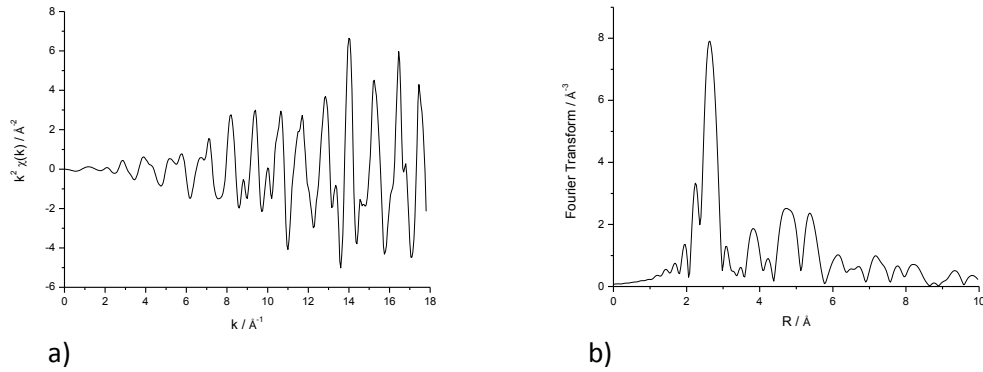 k² χ(k) / Å⁻²
6
4
2
0
-2
-4
-6
0 2 4 6 8 10 12 14 16 18
k / Å⁻¹
a)
Fourier Transform / Å⁻³
8
6
4
2
0
0 2 4 6 8 10
R / Å
b)